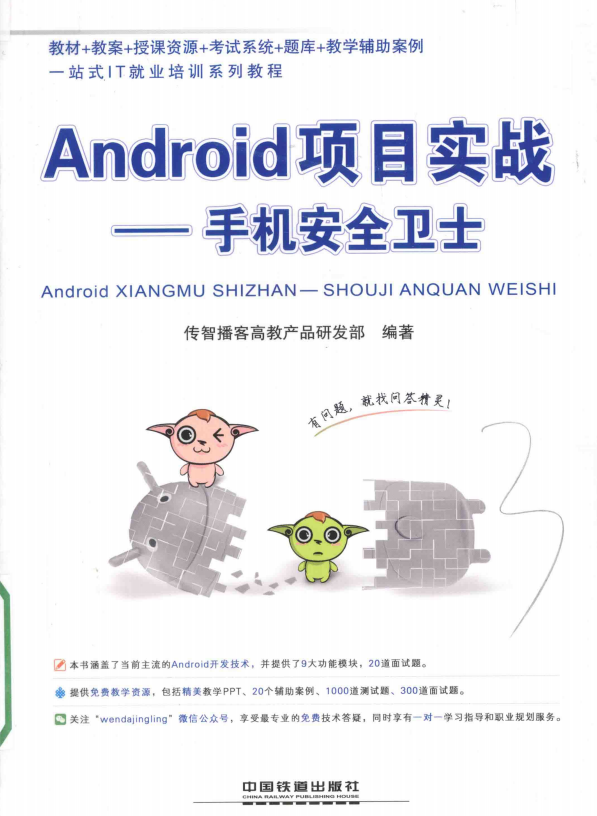 教材+教案+授课资源+考试系统+题库+教学辅助案例
一站式IT就业培训系列教程
Android项目实战
——手机安全卫士
Android XIANGMU SHIZHAN—SHOUJI ANQUAN WEISHI
传智播客高教产品研发部 编著
有问题，就找问答精灵！
本书涵盖了当前主流的Android开发技术，并提供了9大功能模块，20道面试题。
提供免费教学资源，包括精美教学PPT、20个辅助案例、1000道测试题、300道面试题。
关注“wendajingling”微信公众号，享受最专业的免费技术答疑，同时享有一对一学习指导和职业规划服务。
中国铁道出版社
CHINA RAILWAY PUBLISHING HOUSE